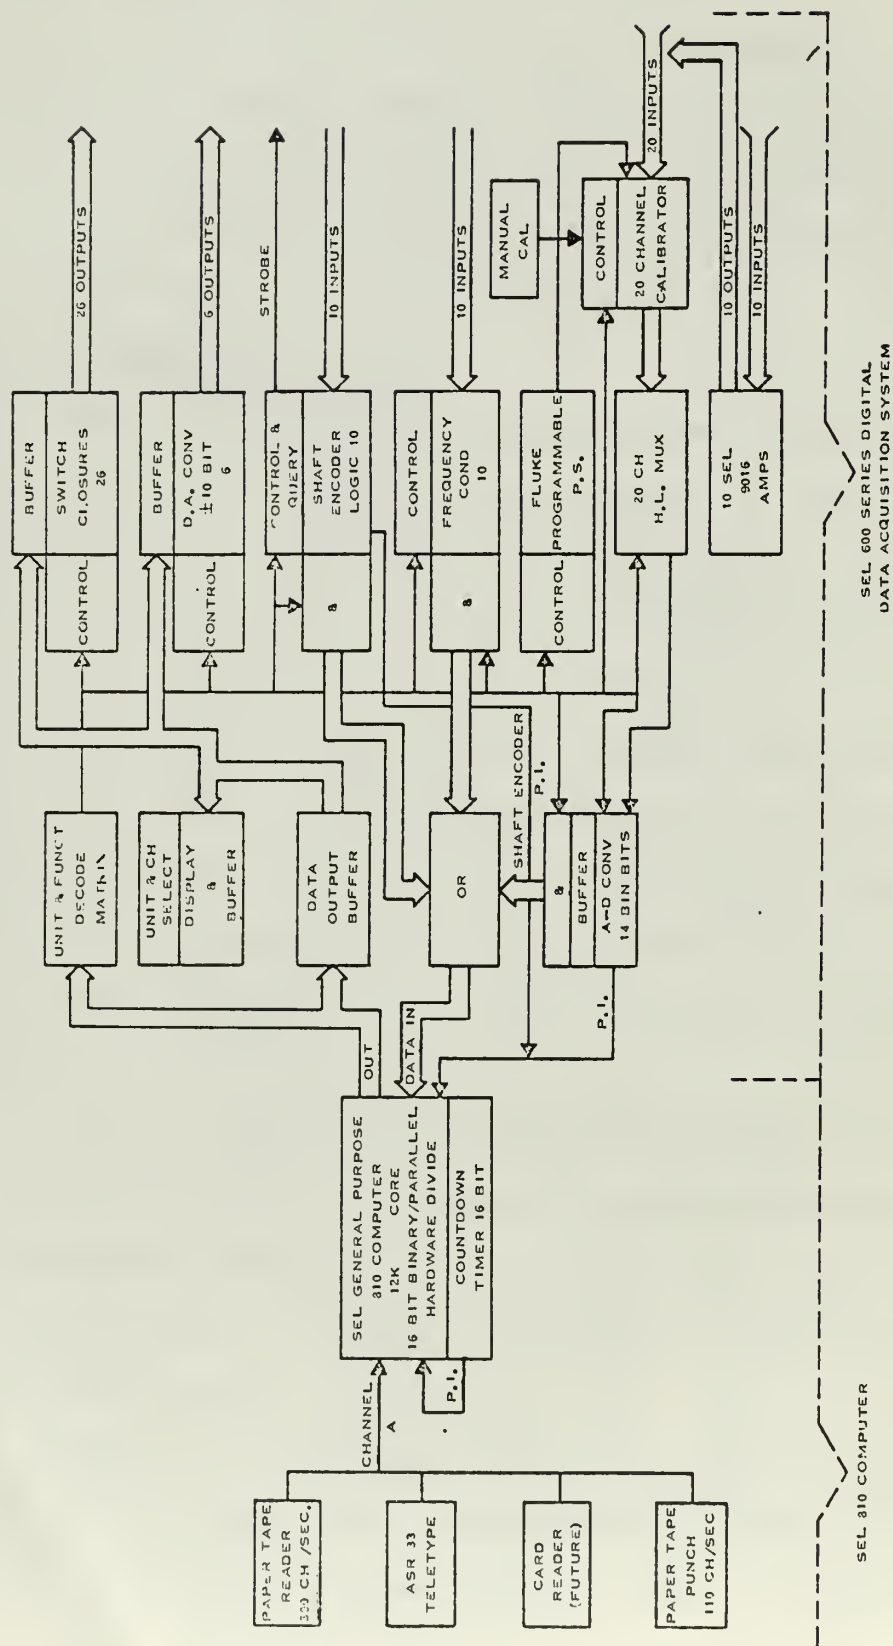 PAPER TAPE
READER
300 CH/SEC.
ASR 33
TELETYPE
CARD
READER
(FUTURE)
PAPER TAPE
PUNCH
110 CH/SEC
CHANNEL
A
P.I.
SEL GENERAL PURPOSE
810 COMPUTER
12K CORE
16 BIT BINARY/PARALLEL
HARDWARE DIVIDE
COUNTDOWN
TIMER 16 BIT
OUT
DATA IN
P.I.
UNIT & FUNCT
DECODE
MATRIX
UNIT & CH
SELECT
DISPLAY
&
BUFFER
DATA
OUTPUT
BUFFER
OR
SHAFT ENCODER
P.I.
&
BUFFER
A-D CONV
14 BIN BITS
BUFFER
CONTROL
SWITCH
CLOSURES
26
26 OUTPUTS
BUFFER
CONTROL
D.A. CONV
±10 BIT
6
6 OUTPUTS
CONTROL &
QUERY
STROBE
&
SHAFT
ENCODER
LOGIC 10
10 INPUTS
CONTROL
&
FREQUENCY
COND
10
10 INPUTS
CONTROL
FLUKE
PROGRAMMABLE
P.S.
MANUAL
CAL
CONTROL
20 CHANNEL
CALIBRATOR
20 INPUTS
20 CH
H.L. MUX
10 SEL
9016
AMPS
10 OUTPUTS
10 INPUTS
SEL 810 COMPUTER
SEL 600 SERIES DIGITAL
DATA ACQUISITION SYSTEM